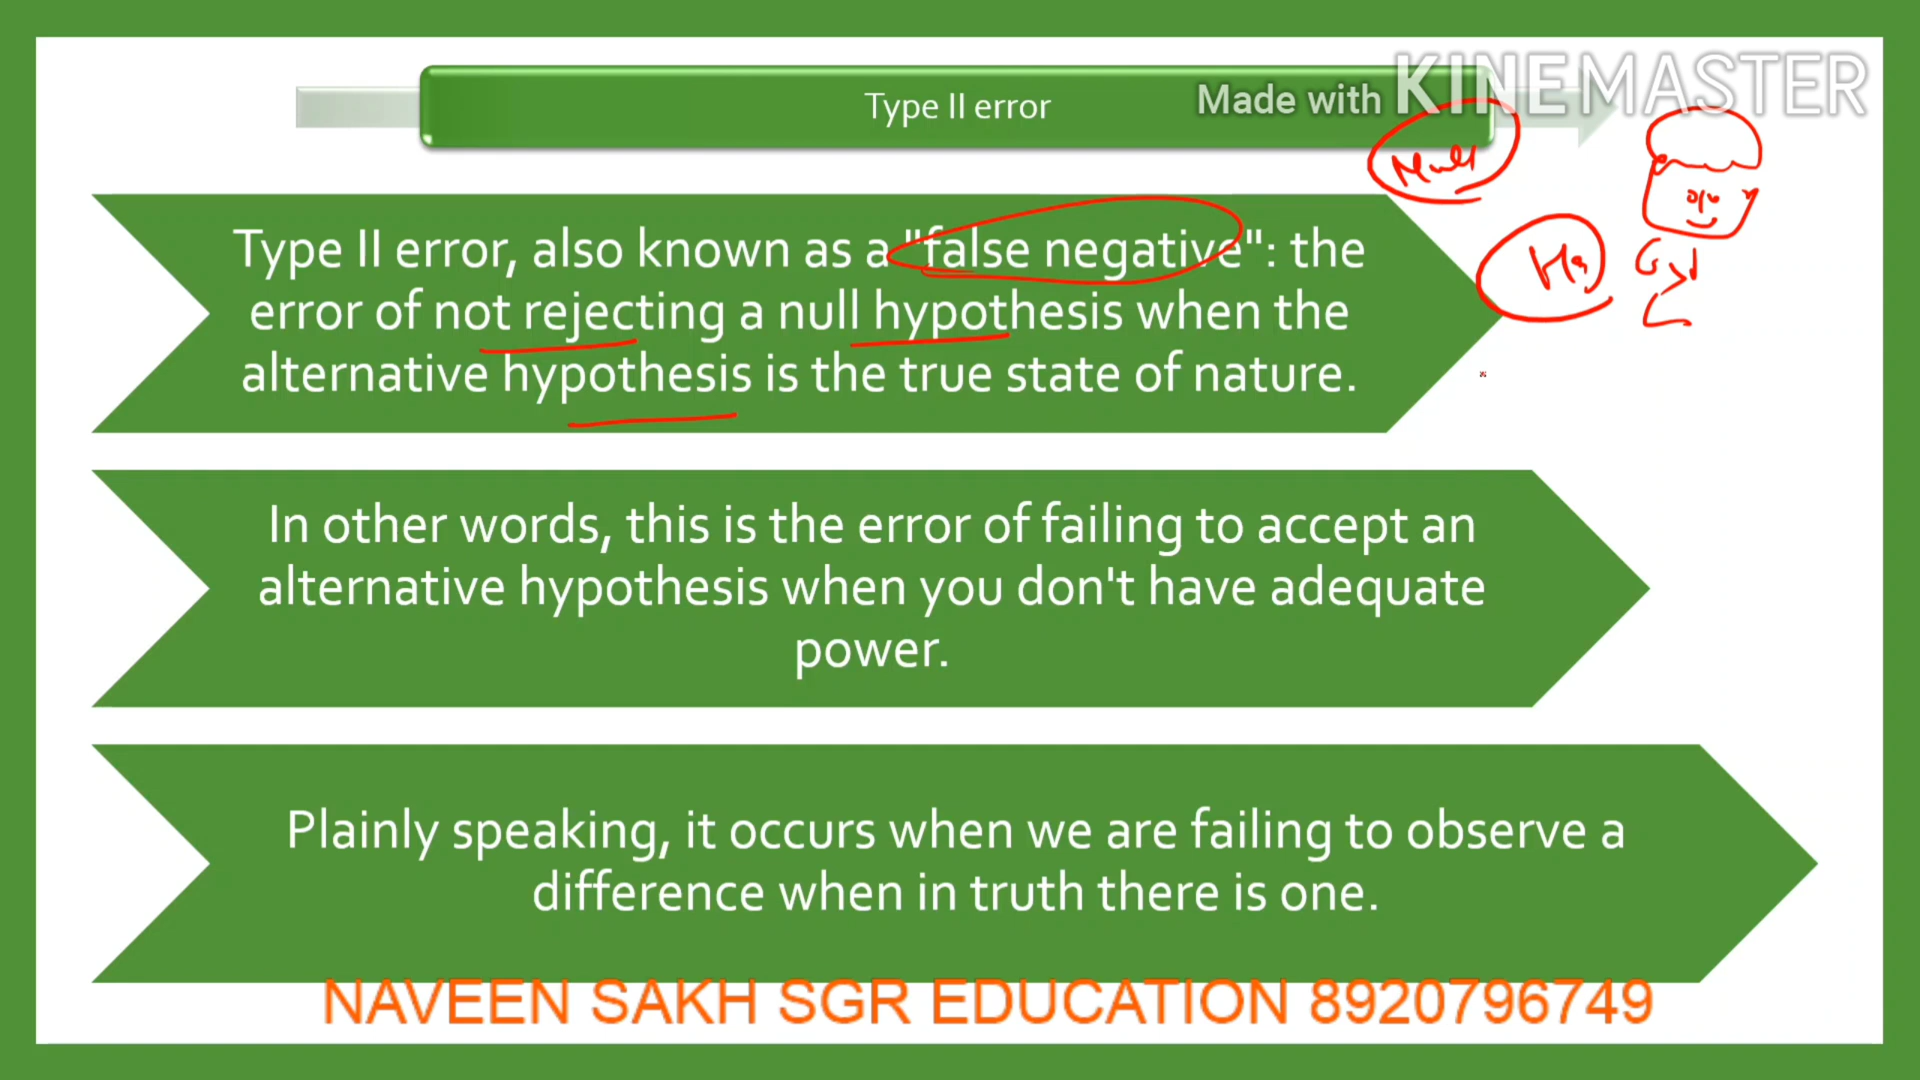 Type II error
Made with KINEMASTER
Null
Type II error, also known as a "false negative": the
error of not rejecting a null hypothesis when the
alternative hypothesis is the true state of nature.
In other words, this is the error of failing to accept an
alternative hypothesis when you don't have adequate
power.
Plainly speaking, it occurs when we are failing to observe a
difference when in truth there is one.
NAVEEN SAKH SGR EDUCATION 8920796749